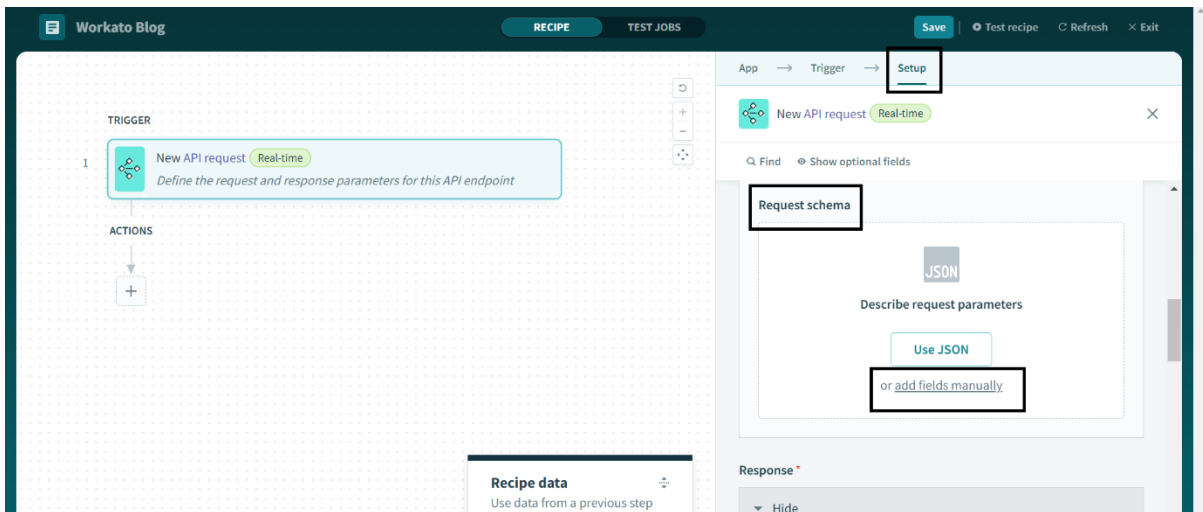 Workato Blog
RECIPE
TEST JOBS
Save
Test recipe
Refresh
Exit
TRIGGER
1
New API request Real-time
Define the request and response parameters for this API endpoint
ACTIONS
Recipe data
Use data from a previous step
App → Trigger → Setup
New API request Real-time
Find
Show optional fields
Request schema
JSON
Describe request parameters
Use JSON
or add fields manually
Response*
Hide